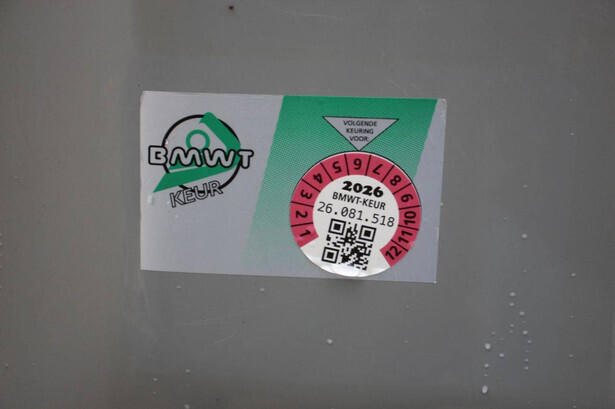 BMWT
KEUR
VOLGENDE
KEURING
VOOR:
1 2 3 4 5 6 7 8 9 10 11 12
2026
BMWT-KEUR
26.081.518